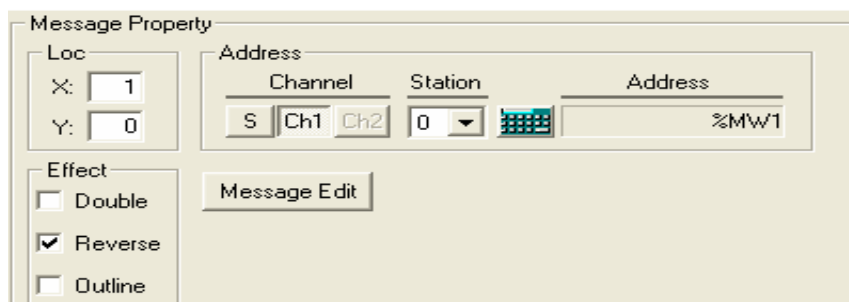 Message Property
Loc
Address
X: 1
Channel Station Address
Y: 0
S Ch1 Ch2 0 %MW1
Effect
Double
Message Edit
Reverse
Outline